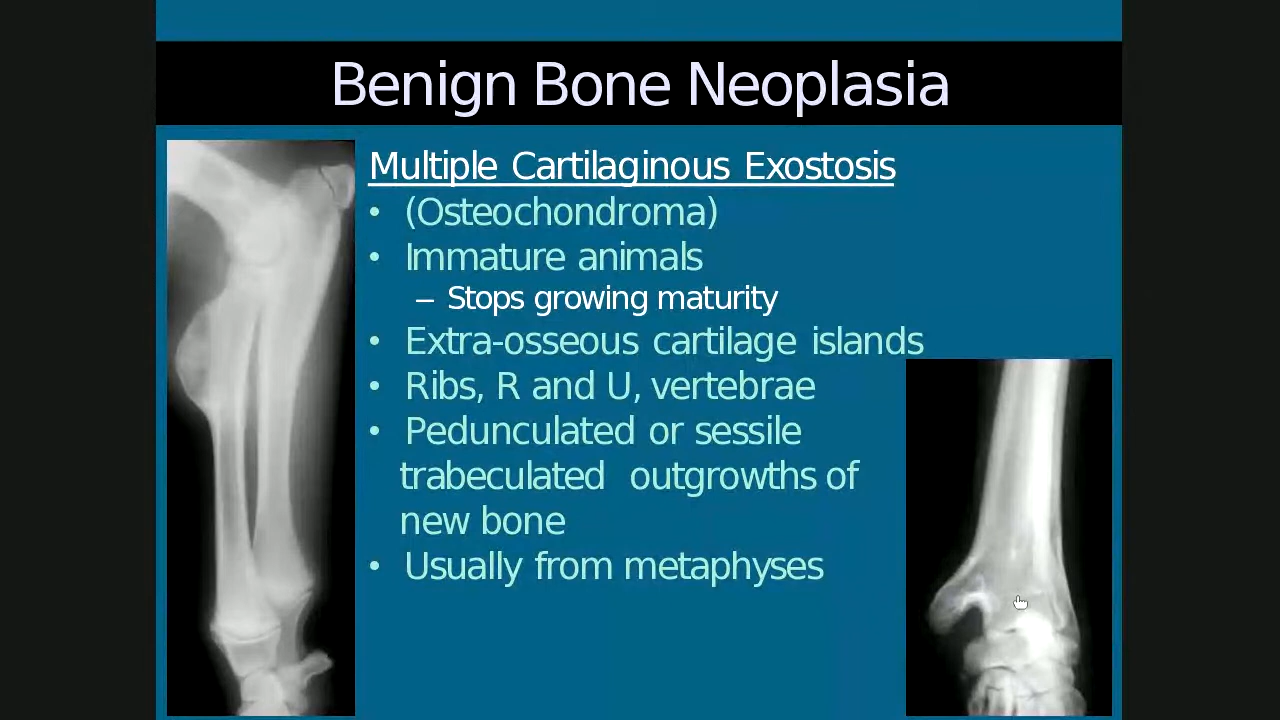 Benign Bone Neoplasia
Multiple Cartilaginous Exostosis
• (Osteochondroma)
• Immature animals
– Stops growing maturity
• Extra-osseous cartilage islands
• Ribs, R and U, vertebrae
• Pedunculated or sessile
trabeculated outgrowths of
new bone
• Usually from metaphyses